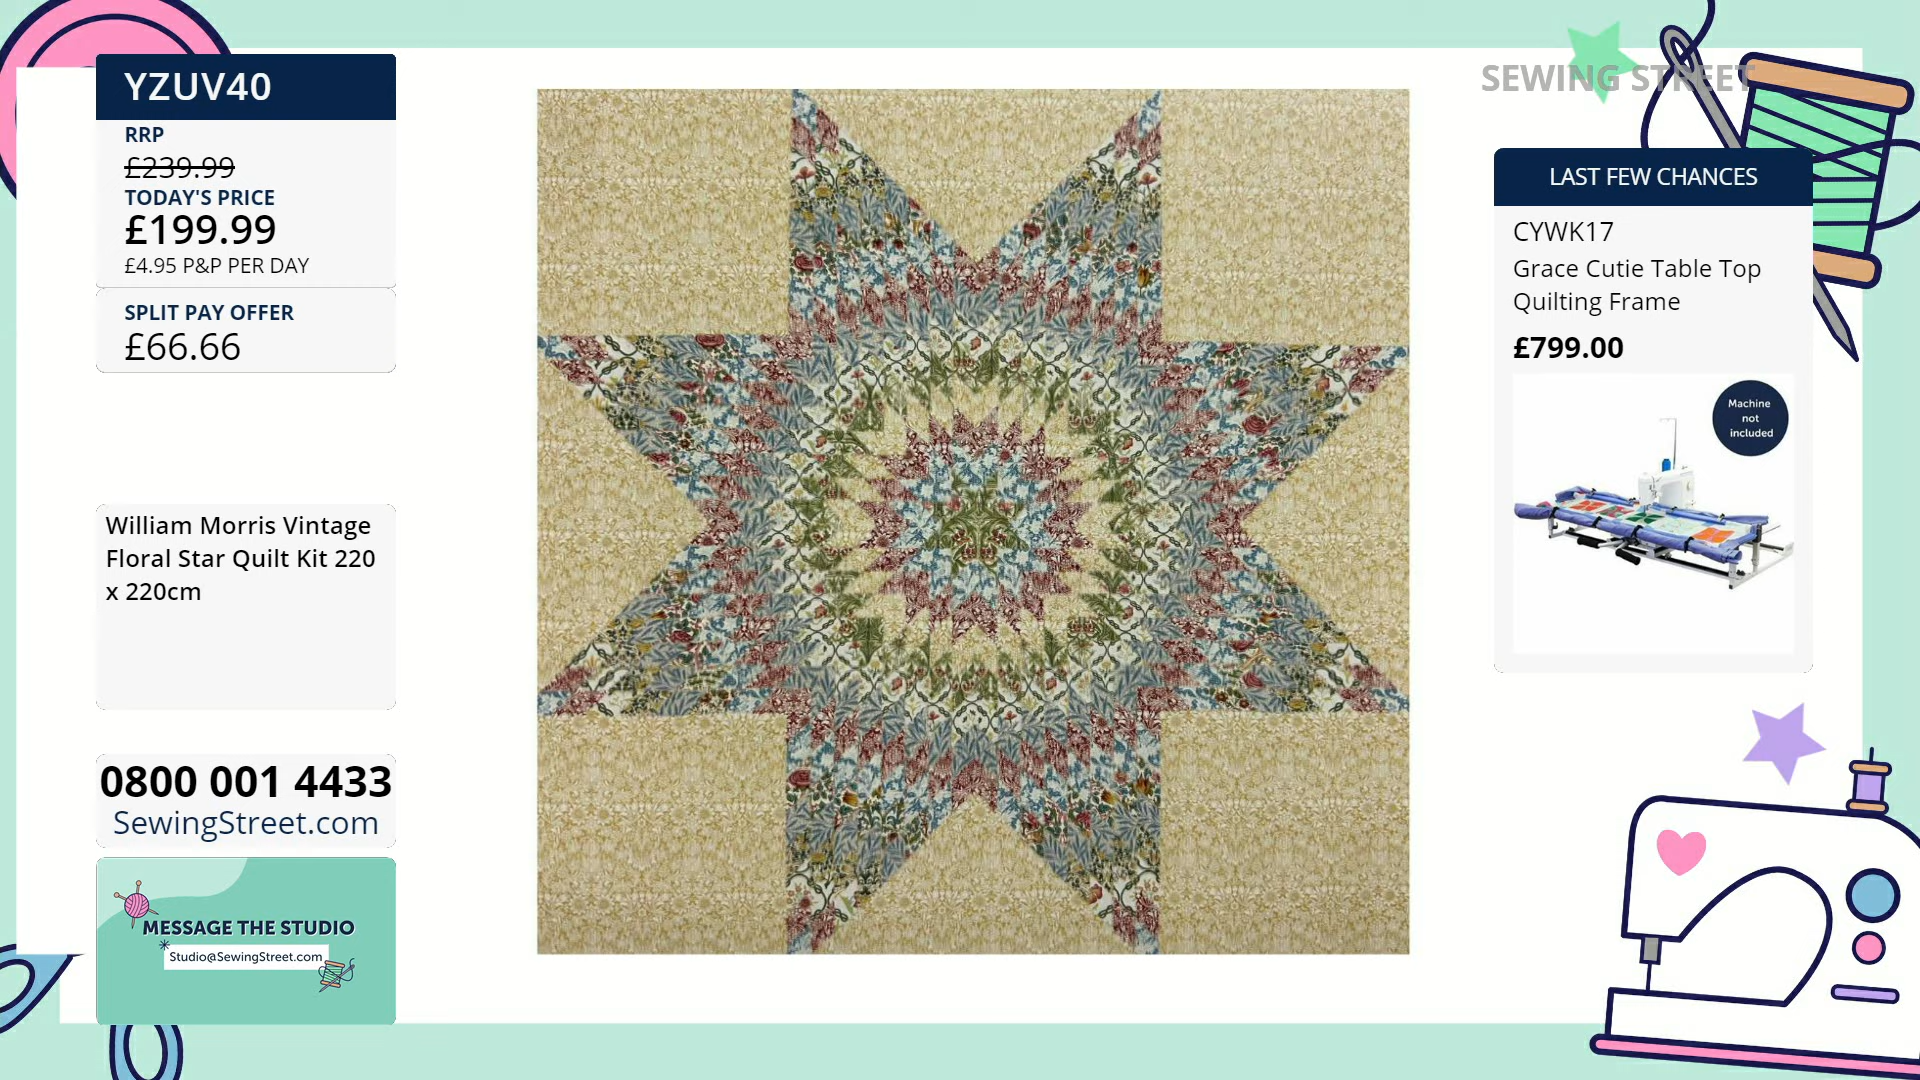 YZUV40
RRP
£239.99
TODAY'S PRICE
£199.99
£4.95 P&P PER DAY
SPLIT PAY OFFER
£66.66
William Morris Vintage
Floral Star Quilt Kit 220
x 220cm
0800 001 4433
SewingStreet.com
MESSAGE THE STUDIO
Studio@SewingStreet.com
SEWING STREET
LAST FEW CHANCES
CYWK17
Grace Cutie Table Top
Quilting Frame
£799.00
Machine
not
included